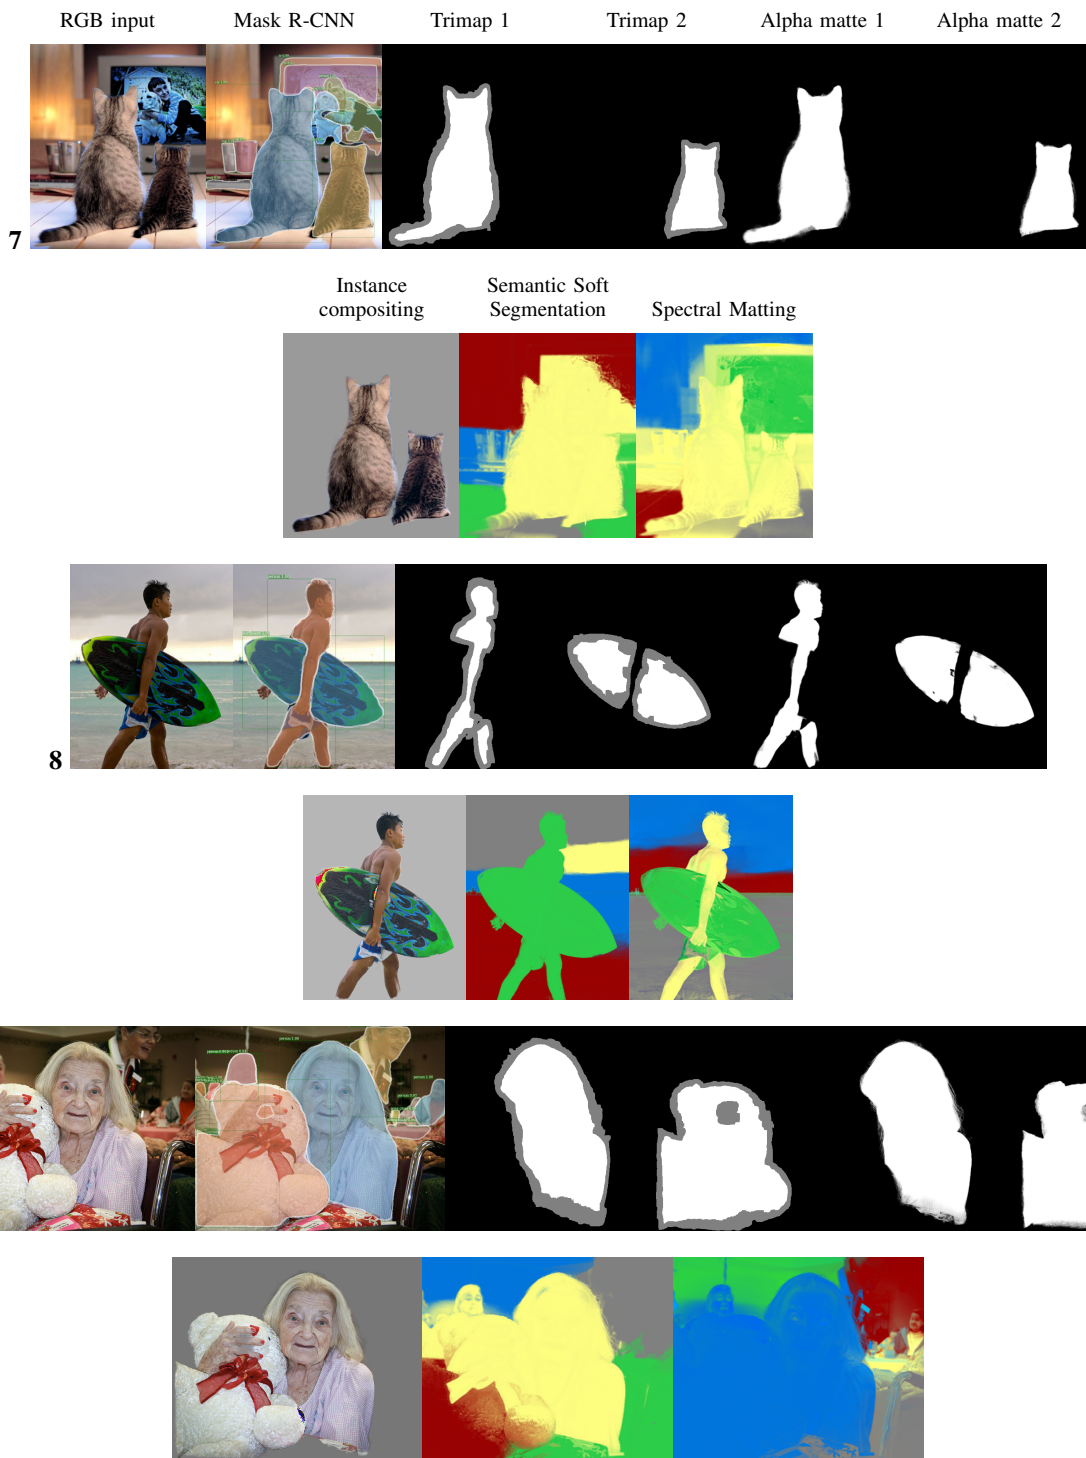 RGB input Mask R-CNN Trimap 1 Trimap 2 Alpha matte 1 Alpha matte 2
7
Instance compositing
Semantic Soft Segmentation
Spectral Matting
8